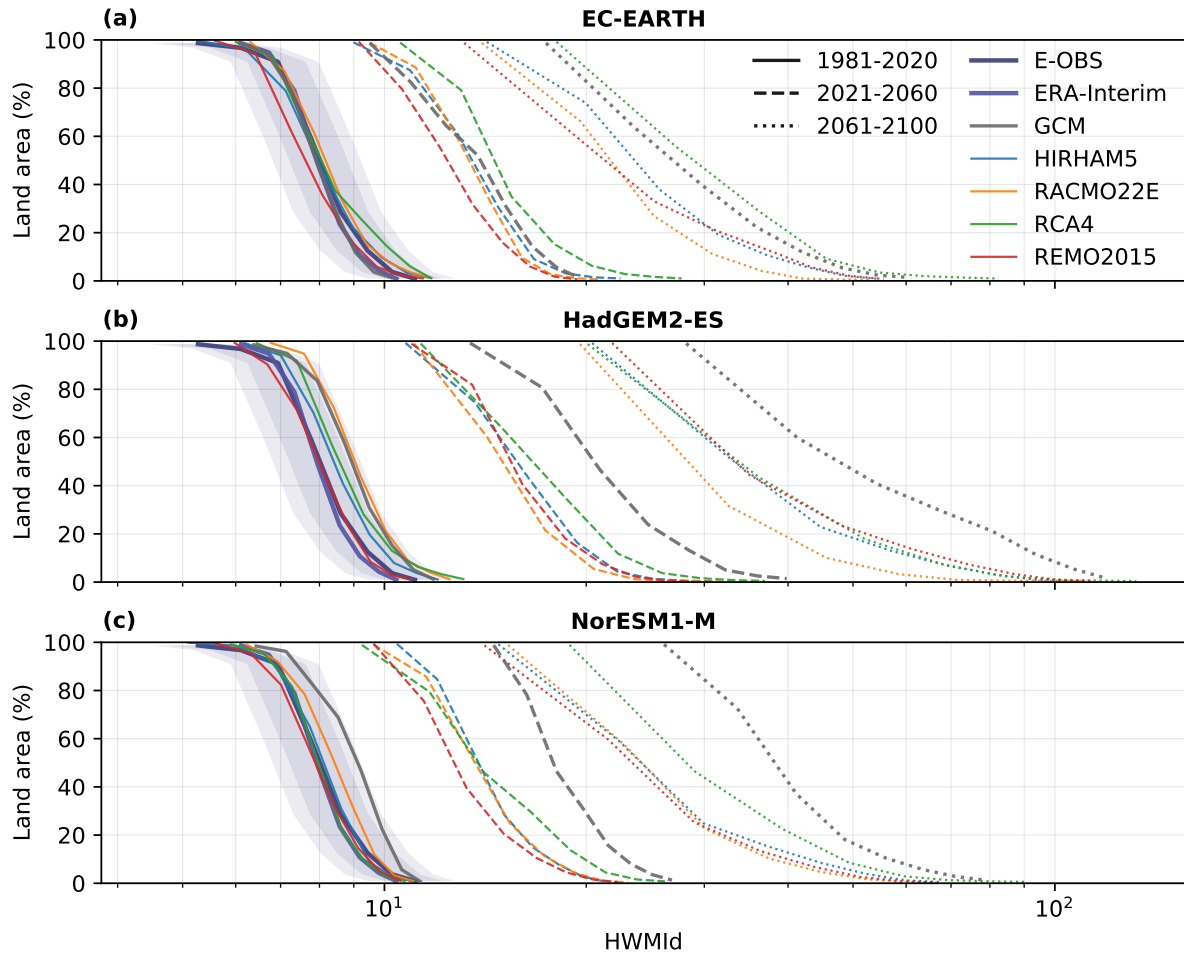 (a) EC-EARTH
100
80
60
40
20
0
Land area (%)
1981-2020
2021-2060
2061-2100
E-OBS
ERA-Interim
GCM
HIRHAM5
RACMO22E
RCA4
REMO2015
(b) HadGEM2-ES
100
80
60
40
20
0
Land area (%)
(c) NorESM1-M
100
80
60
40
20
0
Land area (%)
10¹ 10²
HWMId